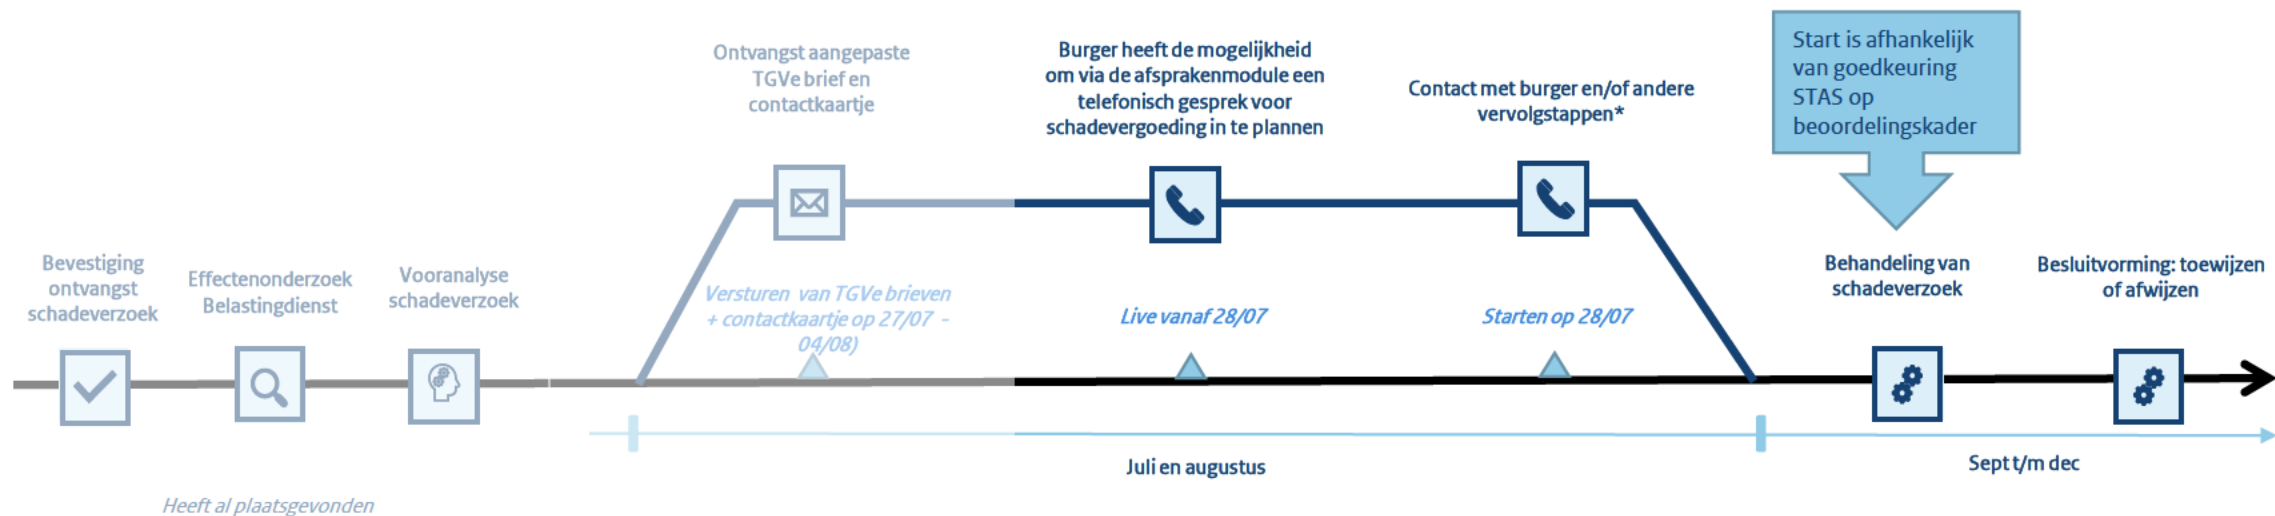 Bevestiging
ontvangst
schadeverzoek
Effectenonderzoek
Belastingdienst
Vooranalyse
schadeverzoek
Ontvangst aangepaste
TGVe brief en
contactkaartje
Versturen van TGVe brieven
+ contactkaartje op 27/07 -
04/08)
Burger heeft de mogelijkheid
om via de afsprakenmodule een
telefonisch gesprek voor
schadevergoeding in te plannen
Live vanaf 28/07
Contact met burger en/of andere
vervolgstappen*
Starten op 28/07
Start is afhankelijk
van goedkeuring
STAS op
beoordelingskader
Behandeling van
schadeverzoek
Besluitvorming: toewijzen
of afwijzen
Juli en augustus
Sept t/m dec
Heeft al plaatsgevonden